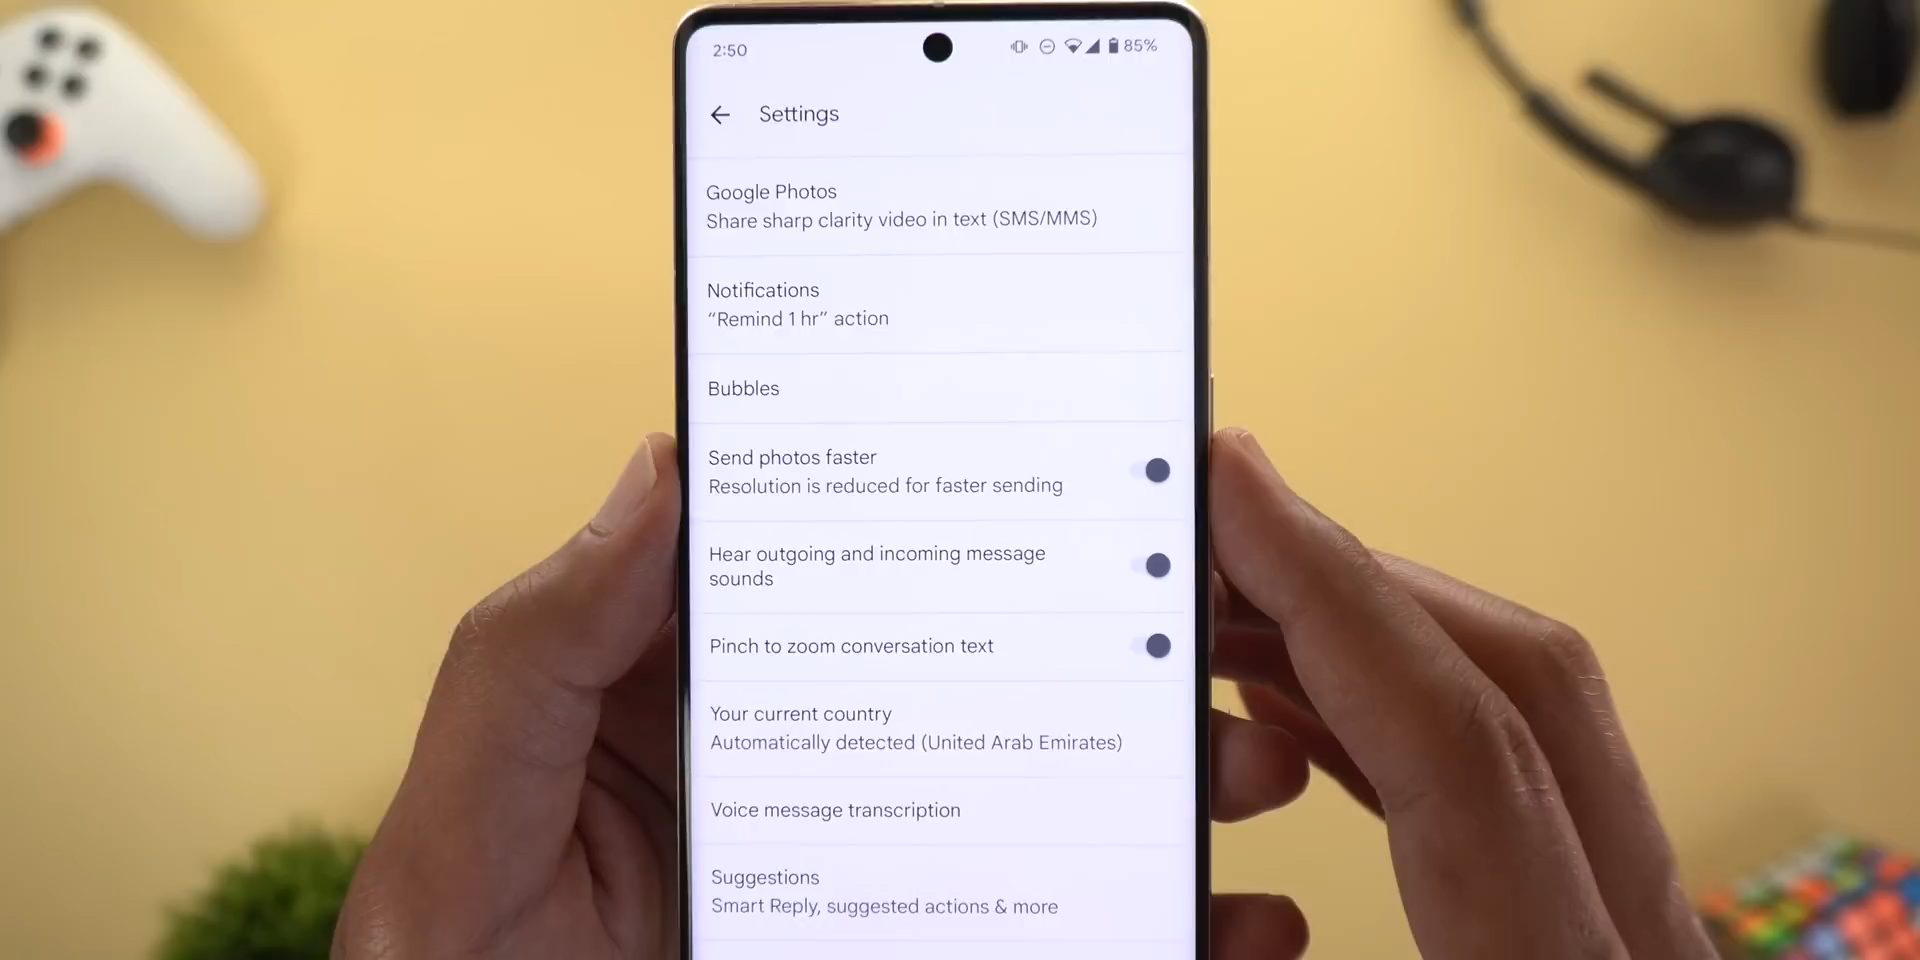 2:50
85%
Settings
Google Photos
Share sharp clarity video in text (SMS/MMS)
Notifications
“Remind 1 hr” action
Bubbles
Send photos faster
Resolution is reduced for faster sending
Hear outgoing and incoming message
sounds
Pinch to zoom conversation text
Your current country
Automatically detected (United Arab Emirates)
Voice message transcription
Suggestions
Smart Reply, suggested actions & more